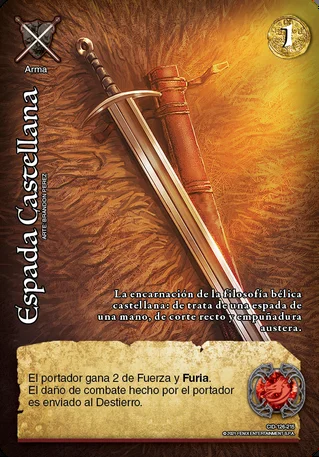 1
Arma
Espada Castellana
ARTE: BRANDON PEREZ
La encarnación de la filosofía bélica
castellana: de trata de una espada de
una mano, de corte recto y empuñadura
austera.
El portador gana 2 de Fuerza y Furia.
El daño de combate hecho por el portador
es enviado al Destierro.
CID-126-215
© 2021 FENIX ENTERTAINMENT S.P.A.